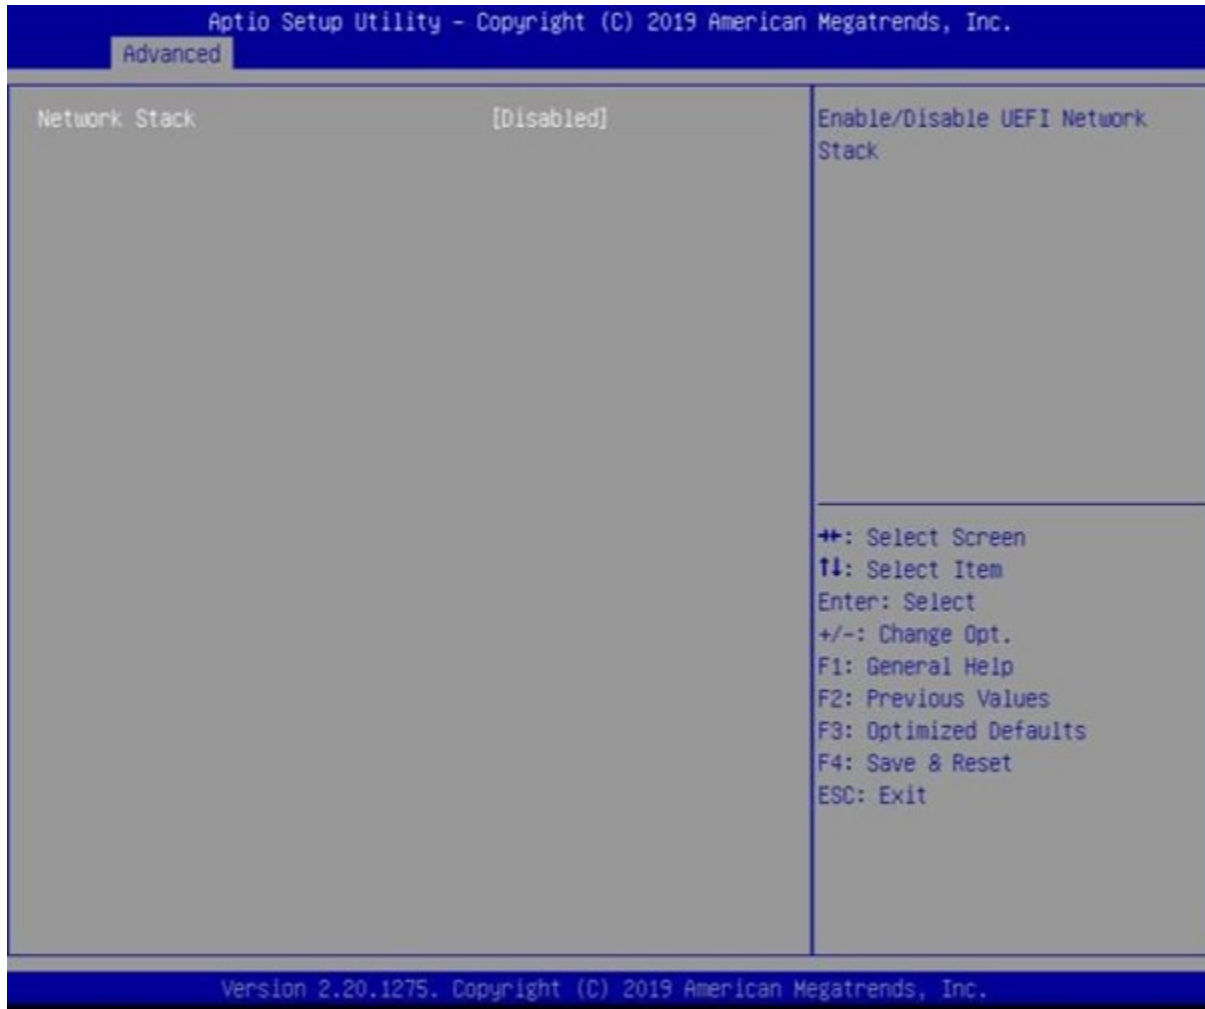 Aptio Setup Utility – Copyright (C) 2019 American Megatrends, Inc.
Advanced
Network Stack [Disabled]
Enable/Disable UEFI Network
Stack
→←: Select Screen
↑↓: Select Item
Enter: Select
+/-: Change Opt.
F1: General Help
F2: Previous Values
F3: Optimized Defaults
F4: Save & Reset
ESC: Exit
Version 2.20.1275. Copyright (C) 2019 American Megatrends, Inc.